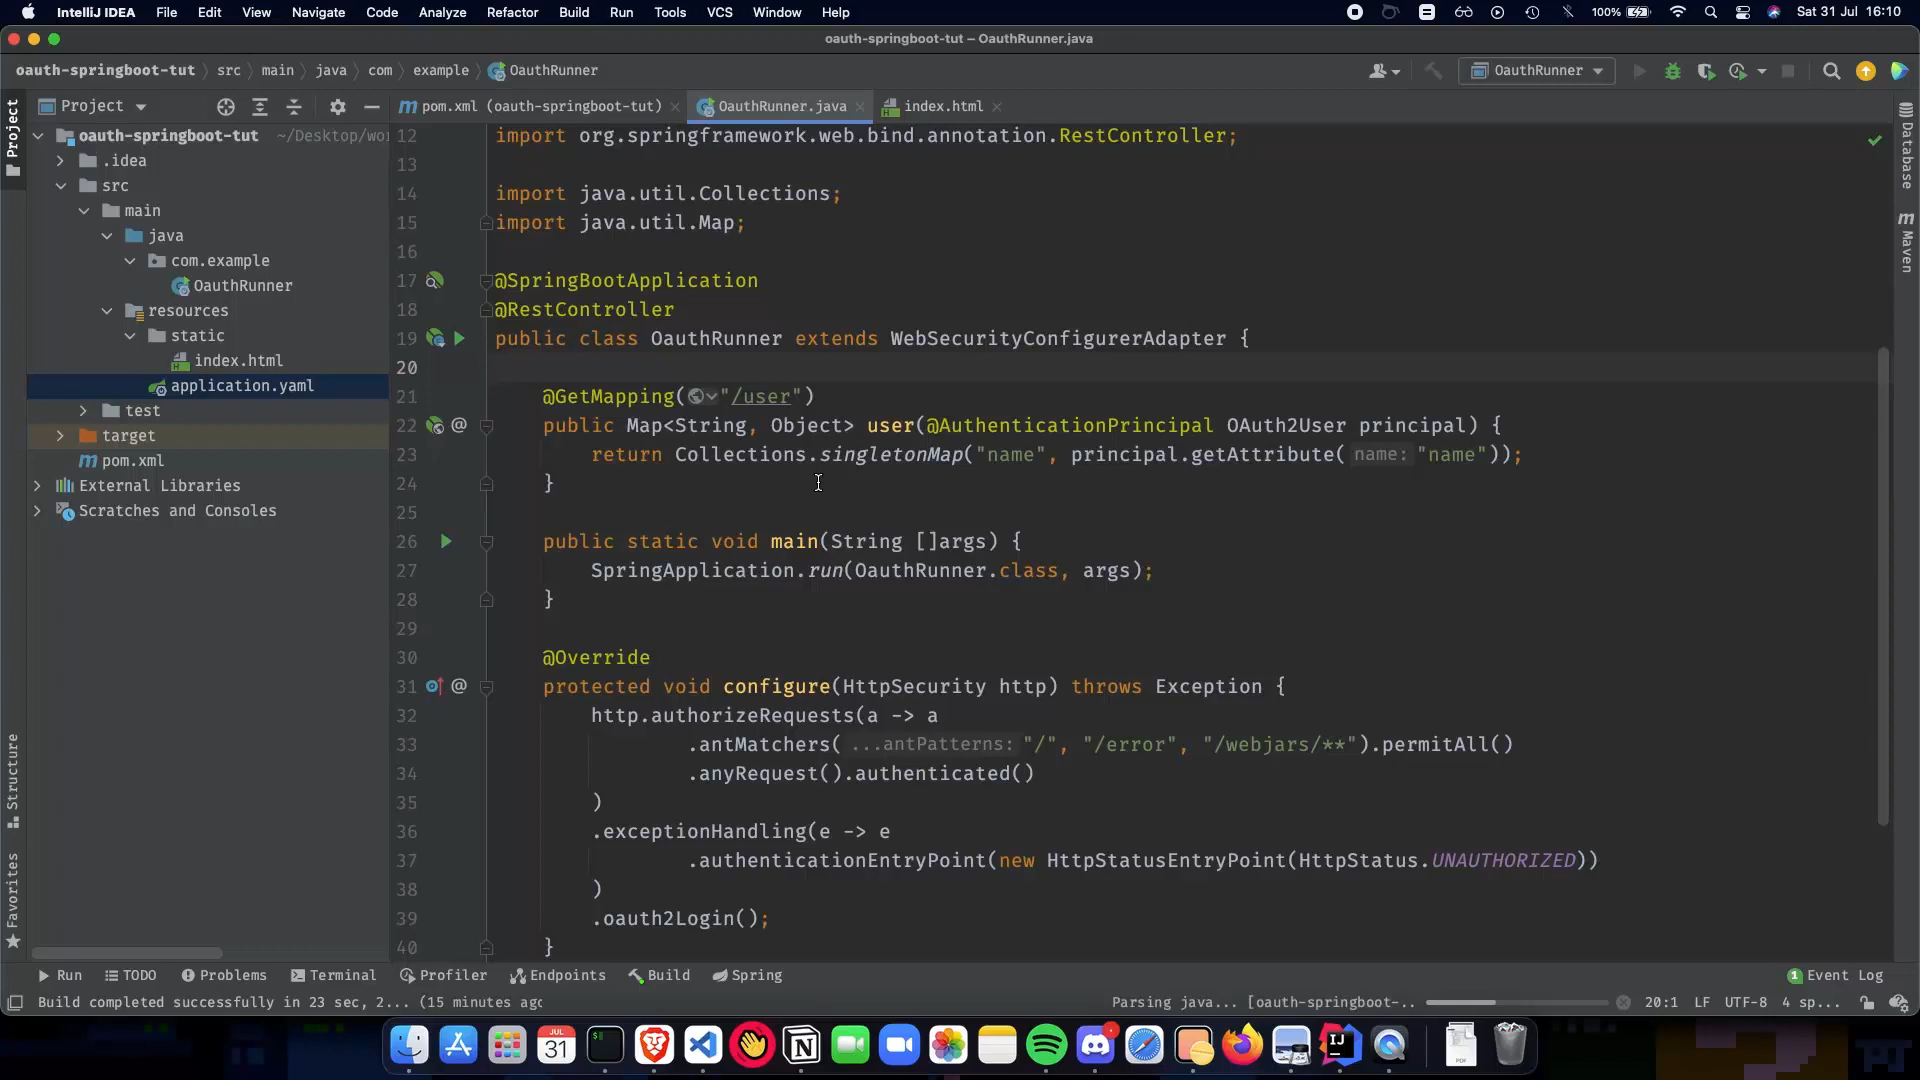 IntelliJ IDEA File Edit View Navigate Code Analyze Refactor Build Run Tools VCS Window Help 100% Sat 31 Jul 16:10
oauth-springboot-tut – OauthRunner.java
oauth-springboot-tut src main java com example OauthRunner OauthRunner
Project pom.xml (oauth-springboot-tut) OauthRunner.java index.html
Project
Structure
Favorites
Database
Maven
oauth-springboot-tut ~/Desktop/wo
.idea
src
main
java
com.example
OauthRunner
resources
static
index.html
application.yaml
test
target
pom.xml
External Libraries
Scratches and Consoles
12 import org.springframework.web.bind.annotation.RestController;
13
14 import java.util.Collections;
15 import java.util.Map;
16
17 @SpringBootApplication
18 @RestController
19 public class OauthRunner extends WebSecurityConfigurerAdapter {
20
21 @GetMapping("/user")
22 public Map<String, Object> user(@AuthenticationPrincipal OAuth2User principal) {
23 return Collections.singletonMap("name", principal.getAttribute( name: "name"));
24 }
25
26 public static void main(String []args) {
27 SpringApplication.run(OauthRunner.class, args);
28 }
29
30 @Override
31 protected void configure(HttpSecurity http) throws Exception {
32 http.authorizeRequests(a -> a
33 .antMatchers( ...antPatterns: "/", "/error", "/webjars/**").permitAll()
34 .anyRequest().authenticated()
35 )
36 .exceptionHandling(e -> e
37 .authenticationEntryPoint(new HttpStatusEntryPoint(HttpStatus.UNAUTHORIZED))
38 )
39 .oauth2Login();
40 }
Run TODO Problems Terminal Profiler Endpoints Build Spring 1 Event Log
Build completed successfully in 23 sec, 2... (15 minutes ago Parsing java... [oauth-springboot-.. 20:1 LF UTF-8 4 sp...
JUL
31
IJ
PDF